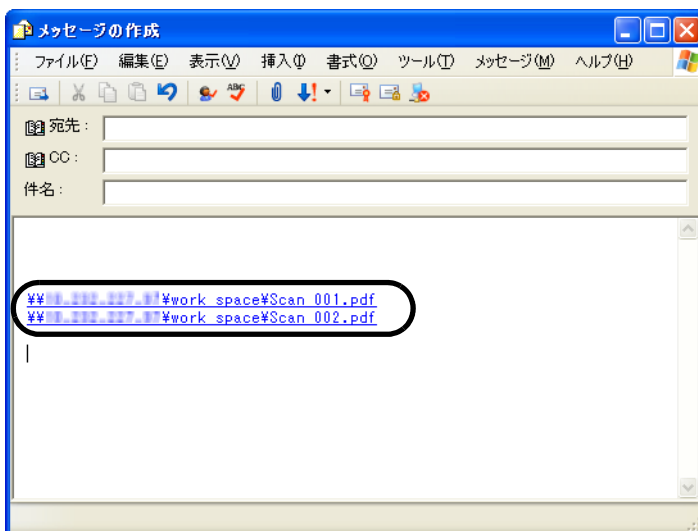 メッセージの作成
ファイル(F) 編集(E) 表示(V) 挿入(I) 書式(O) ツール(T) メッセージ(M) ヘルプ(H)
ABC
宛先:
CC:
件名:
¥¥ ¥work space¥Scan 001.pdf
¥¥ ¥work space¥Scan 002.pdf